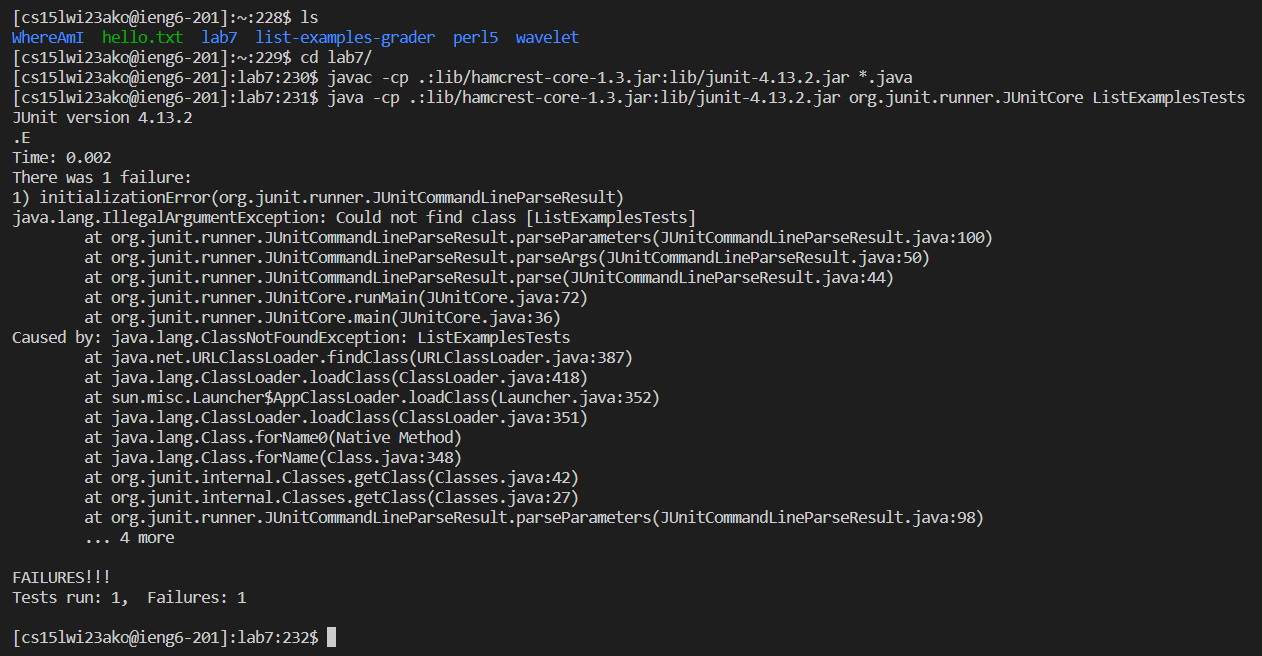 [cs15lwi23ako@ieng6-201]:~:228$ ls
WhereAmI  hello.txt  lab7  list-examples-grader  perl5  wavelet
[cs15lwi23ako@ieng6-201]:~:229$ cd lab7/
[cs15lwi23ako@ieng6-201]:lab7:230$ javac -cp .:lib/hamcrest-core-1.3.jar:lib/junit-4.13.2.jar *.java
[cs15lwi23ako@ieng6-201]:lab7:231$ java -cp .:lib/hamcrest-core-1.3.jar:lib/junit-4.13.2.jar org.junit.runner.JUnitCore ListExamplesTests
JUnit version 4.13.2
.E
Time: 0.002
There was 1 failure:
1) initializationError(org.junit.runner.JUnitCommandLineParseResult)
java.lang.IllegalArgumentException: Could not find class [ListExamplesTests]
        at org.junit.runner.JUnitCommandLineParseResult.parseParameters(JUnitCommandLineParseResult.java:100)
        at org.junit.runner.JUnitCommandLineParseResult.parseArgs(JUnitCommandLineParseResult.java:50)
        at org.junit.runner.JUnitCommandLineParseResult.parse(JUnitCommandLineParseResult.java:44)
        at org.junit.runner.JUnitCore.runMain(JUnitCore.java:72)
        at org.junit.runner.JUnitCore.main(JUnitCore.java:36)
Caused by: java.lang.ClassNotFoundException: ListExamplesTests
        at java.net.URLClassLoader.findClass(URLClassLoader.java:387)
        at java.lang.ClassLoader.loadClass(ClassLoader.java:418)
        at sun.misc.Launcher$AppClassLoader.loadClass(Launcher.java:352)
        at java.lang.ClassLoader.loadClass(ClassLoader.java:351)
        at java.lang.Class.forName0(Native Method)
        at java.lang.Class.forName(Class.java:348)
        at org.junit.internal.Classes.getClass(Classes.java:42)
        at org.junit.internal.Classes.getClass(Classes.java:27)
        at org.junit.runner.JUnitCommandLineParseResult.parseParameters(JUnitCommandLineParseResult.java:98)
        ... 4 more

FAILURES!!!
Tests run: 1,  Failures: 1

[cs15lwi23ako@ieng6-201]:lab7:232$